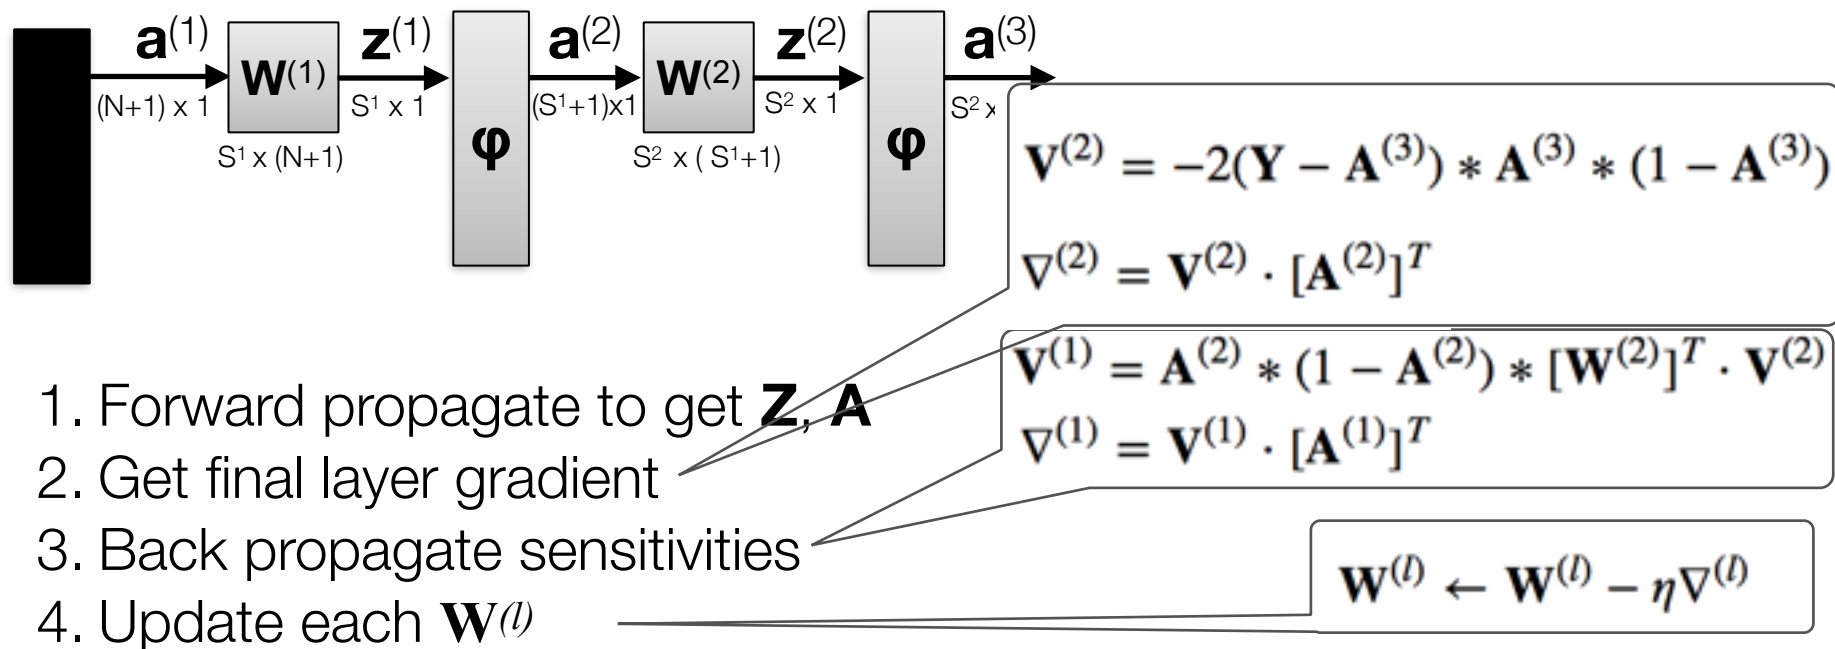 a⁽¹⁾ W⁽¹⁾ z⁽¹⁾ φ a⁽²⁾ W⁽²⁾ z⁽²⁾ φ a⁽³⁾
(N+1) x 1 S¹ x 1 (S¹+1)x1 S² x 1 S² x
S¹ x (N+1) S² x ( S¹+1)
V⁽²⁾ = −2(Y − A⁽³⁾) * A⁽³⁾ * (1 − A⁽³⁾)
∇⁽²⁾ = V⁽²⁾ · [A⁽²⁾]ᵀ
V⁽¹⁾ = A⁽²⁾ * (1 − A⁽²⁾) * [W⁽²⁾]ᵀ · V⁽²⁾
∇⁽¹⁾ = V⁽¹⁾ · [A⁽¹⁾]ᵀ
1. Forward propagate to get Z, A
2. Get final layer gradient
3. Back propagate sensitivities
4. Update each W⁽ˡ⁾
W⁽ˡ⁾ ← W⁽ˡ⁾ − η∇⁽ˡ⁾